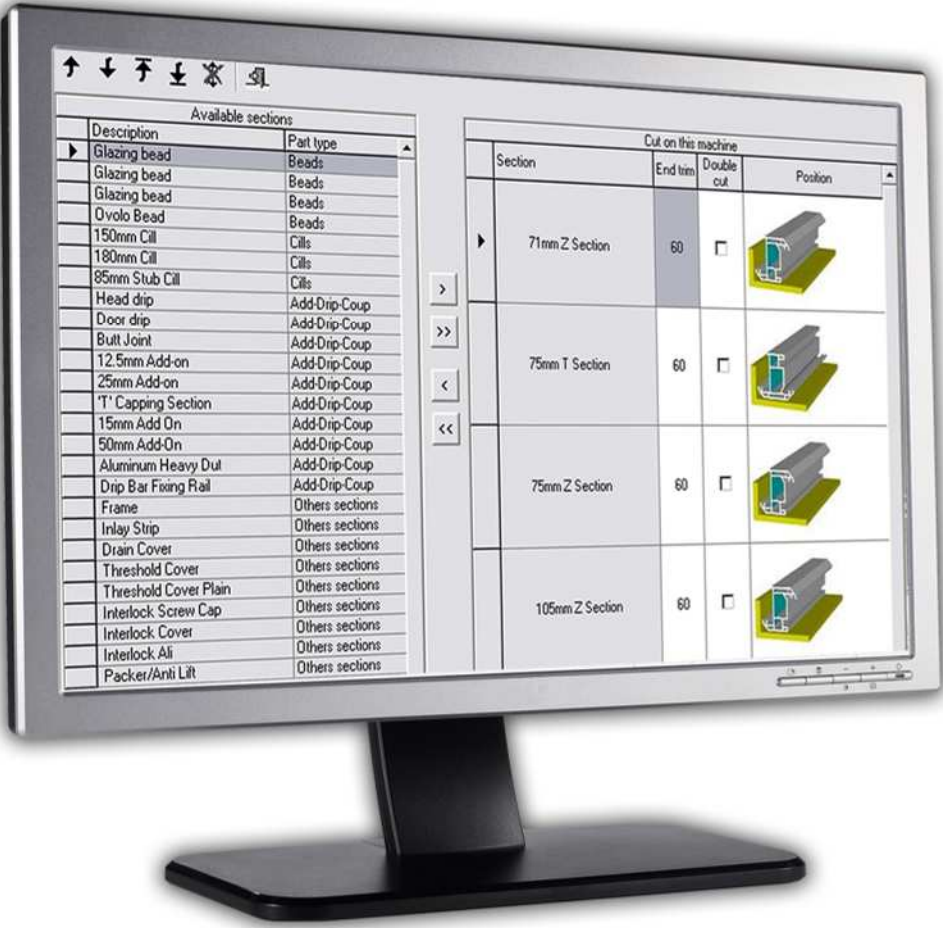 Available sections
Description Part type
Glazing bead Beads
Glazing bead Beads
Glazing bead Beads
Ovolo Bead Beads
150mm Cill Cills
180mm Cill Cills
85mm Stub Cill Cills
Head drip Add-Drip-Coup
Door drip Add-Drip-Coup
Butt Joint Add-Drip-Coup
12.5mm Add-on Add-Drip-Coup
25mm Add-on Add-Drip-Coup
'T' Capping Section Add-Drip-Coup
15mm Add On Add-Drip-Coup
50mm Add-On Add-Drip-Coup
Aluminum Heavy Dut Add-Drip-Coup
Drip Bar Fixing Rail Add-Drip-Coup
Frame Others sections
Inlay Strip Others sections
Drain Cover Others sections
Threshold Cover Others sections
Threshold Cover Plain Others sections
Interlock Screw Cap Others sections
Interlock Cover Others sections
Interlock Ali Others sections
Packer/Anti Lift Others sections
>
>>
<
<<
Cut on this machine
Section End trim Double cut Position
71mm Z Section 60
75mm T Section 60
75mm Z Section 60
105mm Z Section 60